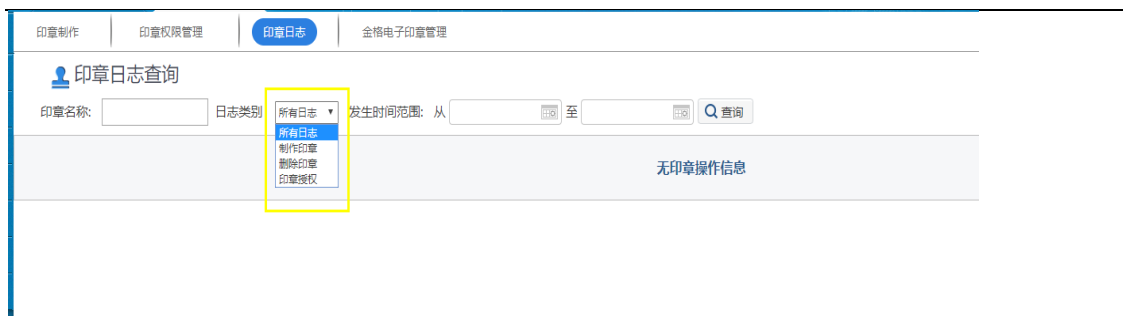 印章制作 印章权限管理 印章日志 金格电子印章管理
印章日志查询
印章名称: 日志类别 所有日志 发生时间范围: 从 至 查询
所有日志
制作印章
删除印章
印章授权
无印章操作信息